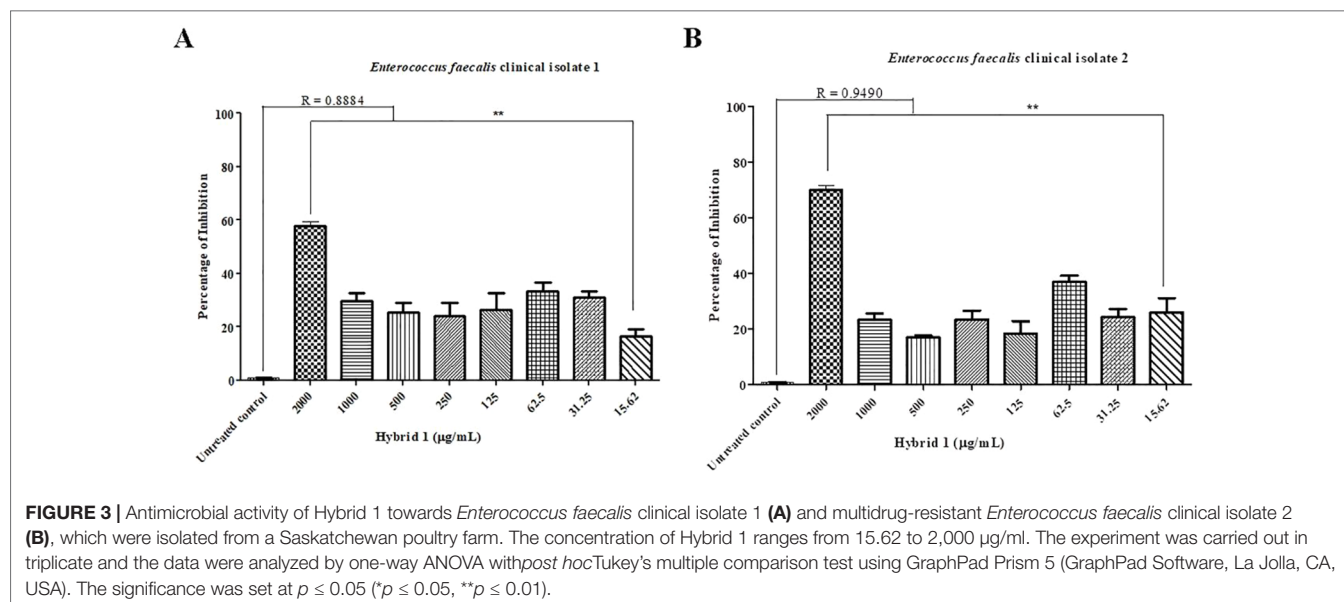 A
Enterococcus faecalis clinical isolate 1
R = 0.8884
**
100
80
60
40
20
0
Percentage of Inhibition
Untreated control
2000
1000
500
250
125
62.5
31.25
15.62
Hybrid 1 (µg/mL)
B
Enterococcus faecalis clinical isolate 2
R = 0.9490
**
100
80
60
40
20
0
Percentage of Inhibition
Untreated control
2000
1000
500
250
125
62.5
31.25
15.62
Hybrid 1 (µg/mL)
FIGURE 3 | Antimicrobial activity of Hybrid 1 towards Enterococcus faecalis clinical isolate 1 (A) and multidrug-resistant Enterococcus faecalis clinical isolate 2
(B), which were isolated from a Saskatchewan poultry farm. The concentration of Hybrid 1 ranges from 15.62 to 2,000 µg/ml. The experiment was carried out in
triplicate and the data were analyzed by one-way ANOVA withpost hocTukey's multiple comparison test using GraphPad Prism 5 (GraphPad Software, La Jolla, CA,
USA). The significance was set at p ≤ 0.05 (*p ≤ 0.05, **p ≤ 0.01).